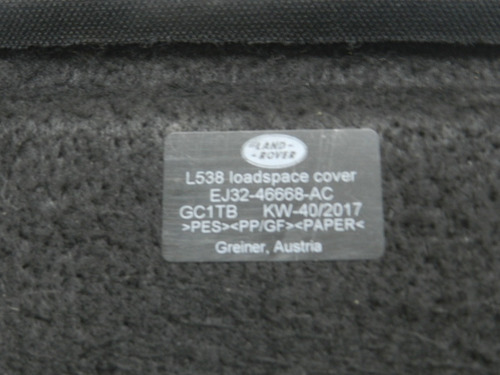 LAND-
-ROVER
L538 loadspace cover
EJ32-46668-AC
GC1TB KW-40/2017
>PES><PP/GF><PAPER<
Greiner, Austria